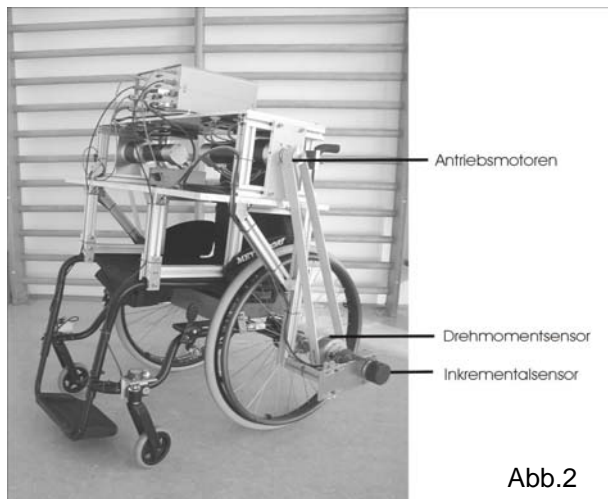 Antriebsmotoren
Drehmomentsensor
Inkrementalsensor
Abb.2